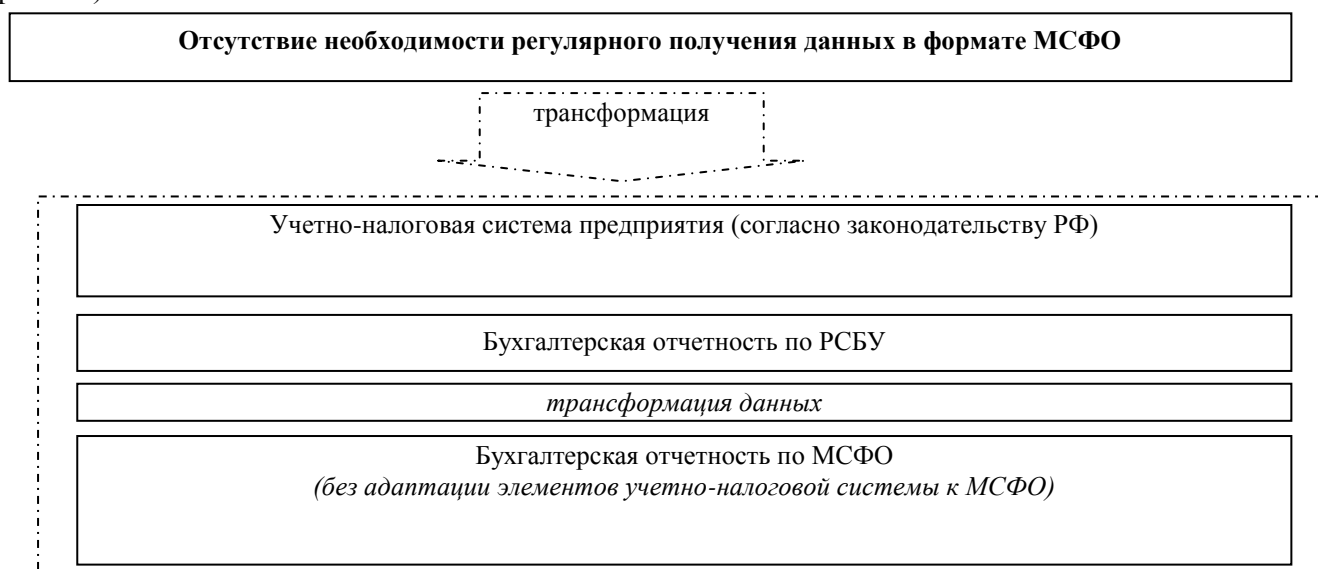 Отсутствие необходимости регулярного получения данных в формате МСФО
трансформация
Учетно-налоговая система предприятия (согласно законодательству РФ)
Бухгалтерская отчетность по РСБУ
трансформация данных
Бухгалтерская отчетность по МСФО
(без адаптации элементов учетно-налоговой системы к МСФО)